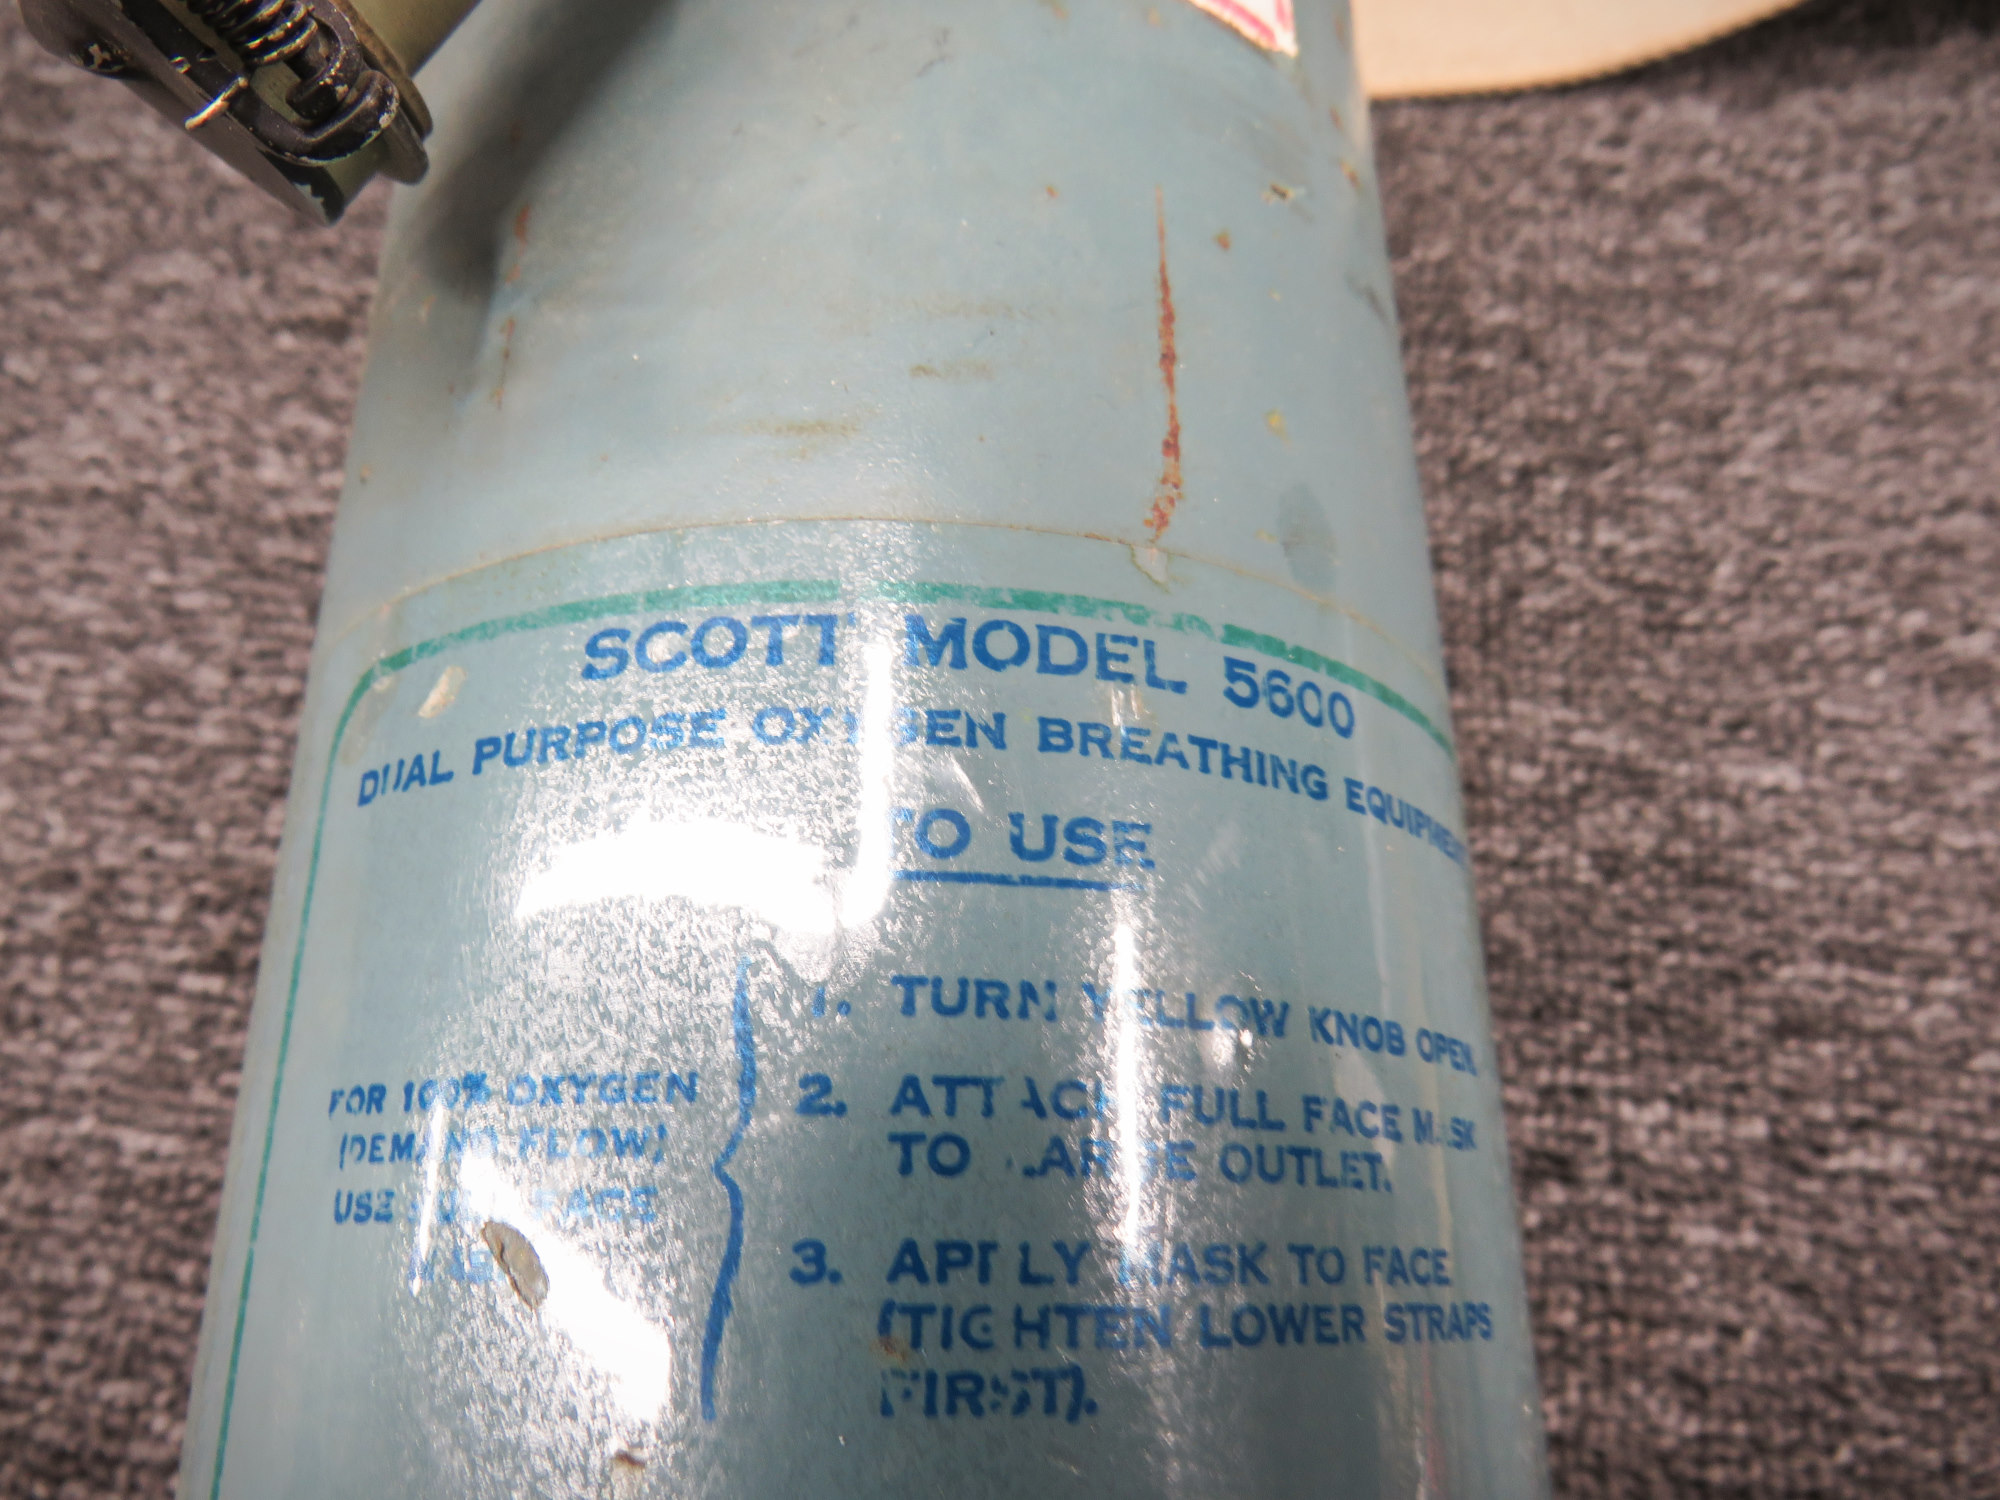 SCOTT MODEL 5600
DUAL PURPOSE OXYGEN BREATHING EQUIPMENT
TO USE
FOR 100% OXYGEN
(DEMAND FLOW)
USE FULL FACE
MASK
1. TURN YELLOW KNOB OPEN
2. ATTACH FULL FACE MASK
TO LARGE OUTLET.
3. APPLY MASK TO FACE
(TIGHTEN LOWER STRAPS
FIRST).